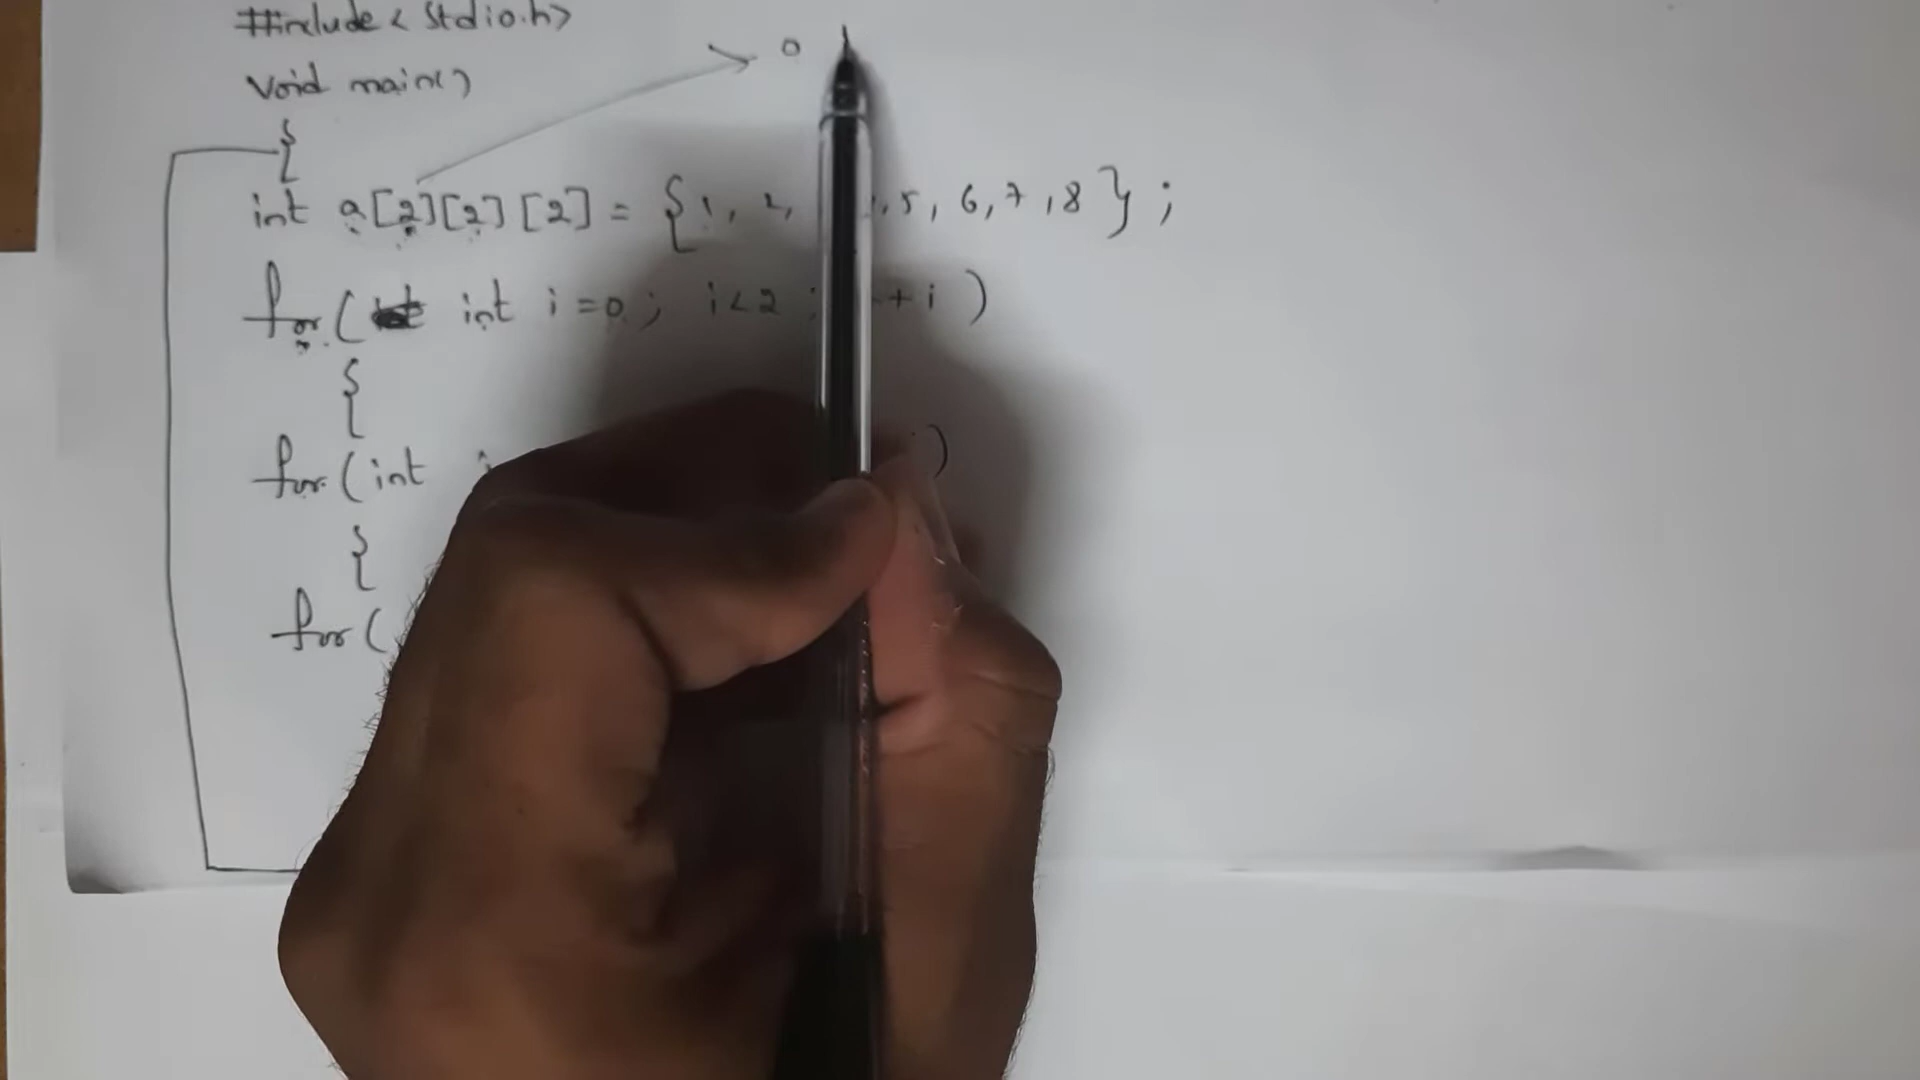 #include < Stdio.h>
0 1
Void main()
{
int a[2][2][2] = {1, 2, ,5, 6,7,8};
for( int i=0; i<2 ; ++i )
{
for(int )
{
for(